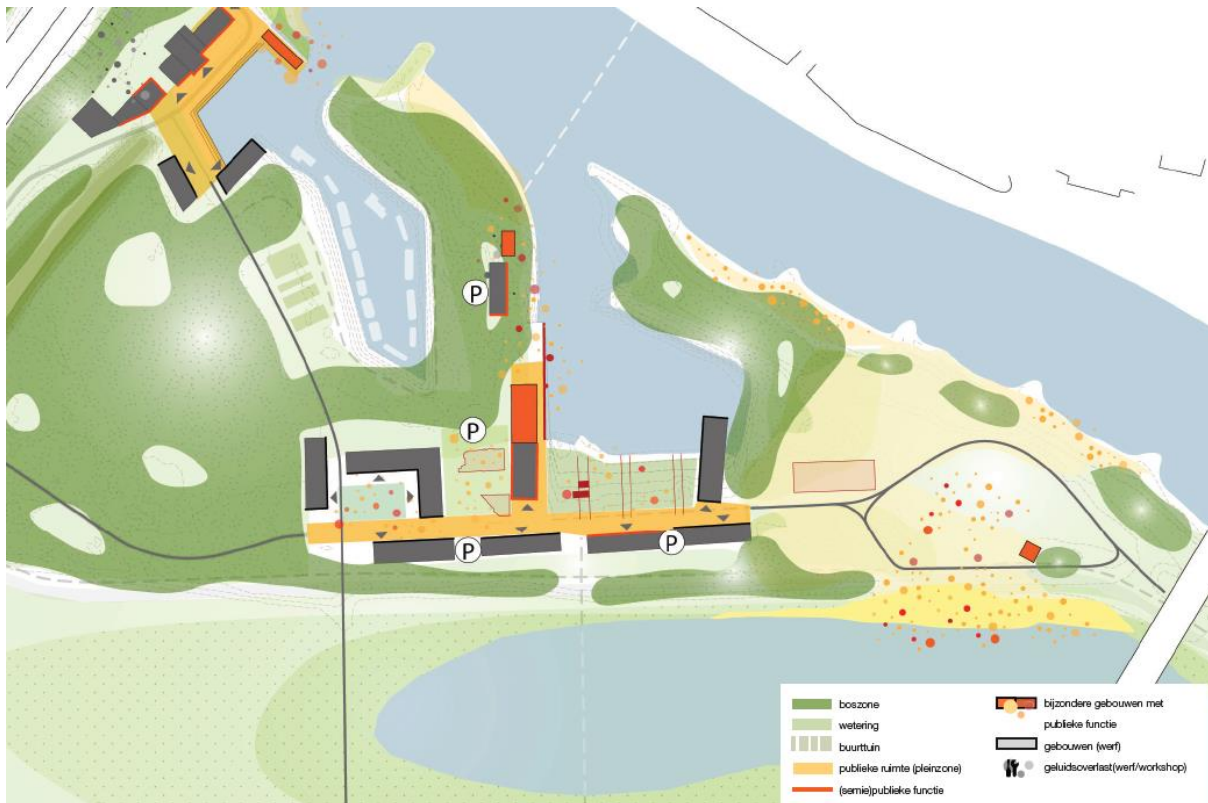 P
P
P
P
boszone
wetering
buurttuin
publieke ruimte (pleinzone)
(semie)publieke functie
bijzondere gebouwen met
publieke functie
gebouwen (werf)
geluidsoverlast(werf/workshop)